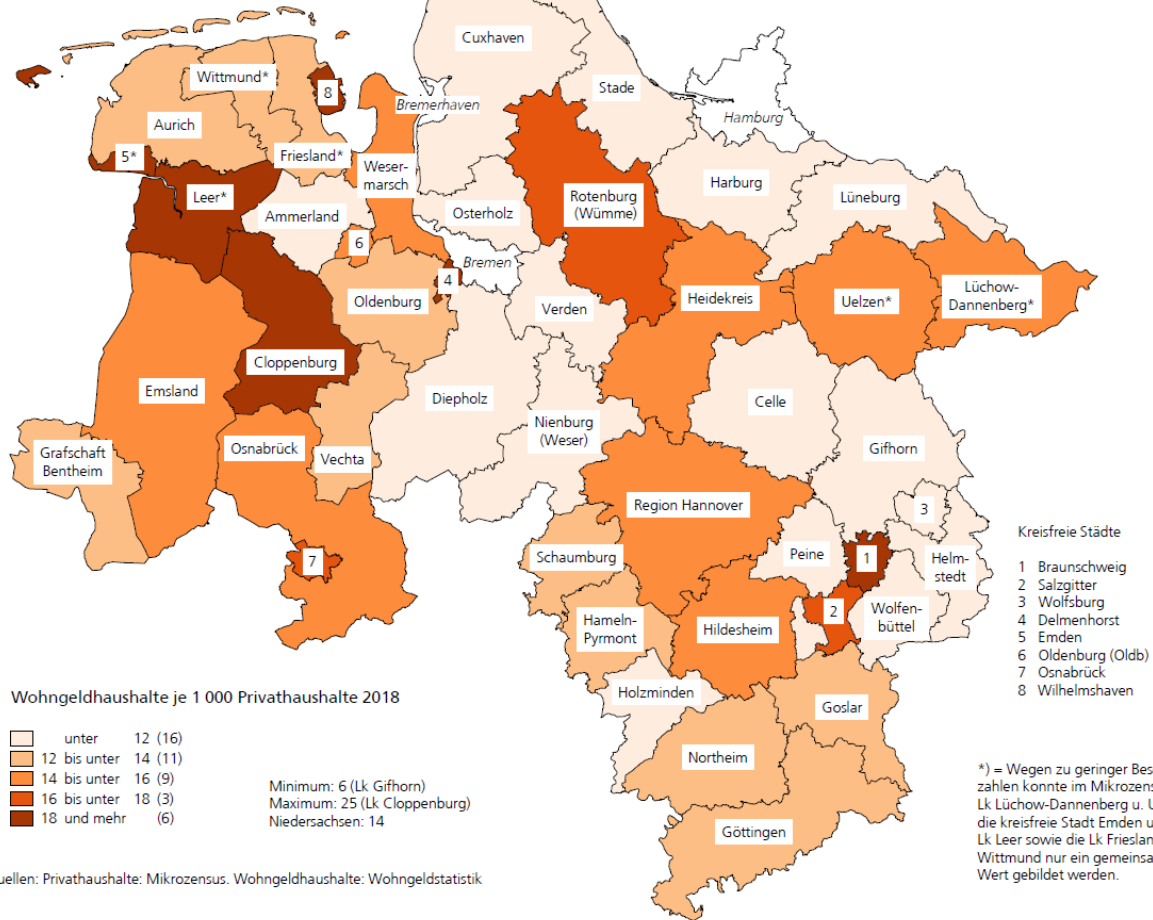 Cuxhaven
Stade
Wittmund*
8
Bremerhaven
Hamburg
Aurich
5*
Friesland*
Weser-
marsch
Leer*
Ammerland
Osterholz
Rotenburg
(Wümme)
Harburg
Lüneburg
6
Bremen
4
Oldenburg
Verden
Heidekreis
Uelzen*
Lüchow-
Dannenberg*
Cloppenburg
Emsland
Diepholz
Celle
Nienburg
(Weser)
Grafschaft
Bentheim
Osnabrück
Vechta
Gifhorn
Region Hannover
3
7
Schaumburg
Peine
1
Helm-
stedt
2
Wolfen-
büttel
Hameln-
Pyrmont
Hildesheim
Holzminden
Goslar
Northeim
Göttingen
Kreisfreie Städte
1 Braunschweig
2 Salzgitter
3 Wolfsburg
4 Delmenhorst
5 Emden
6 Oldenburg (Oldb)
7 Osnabrück
8 Wilhelmshaven
Wohngeldhaushalte je 1 000 Privathaushalte 2018
unter 12 (16)
12 bis unter 14 (11)
14 bis unter 16 (9)
16 bis unter 18 (3)
18 und mehr (6)
Minimum: 6 (Lk Gifhorn)
Maximum: 25 (Lk Cloppenburg)
Niedersachsen: 14
*) = Wegen zu geringer Bes
zahlen konnte im Mikrozens
Lk Lüchow-Dannenberg u. U
die kreisfreie Stadt Emden u
Lk Leer sowie die Lk Frieslan
Wittmund nur ein gemeinsa
Wert gebildet werden.
uellen: Privathaushalte: Mikrozensus. Wohngeldhaushalte: Wohngeldstatistik